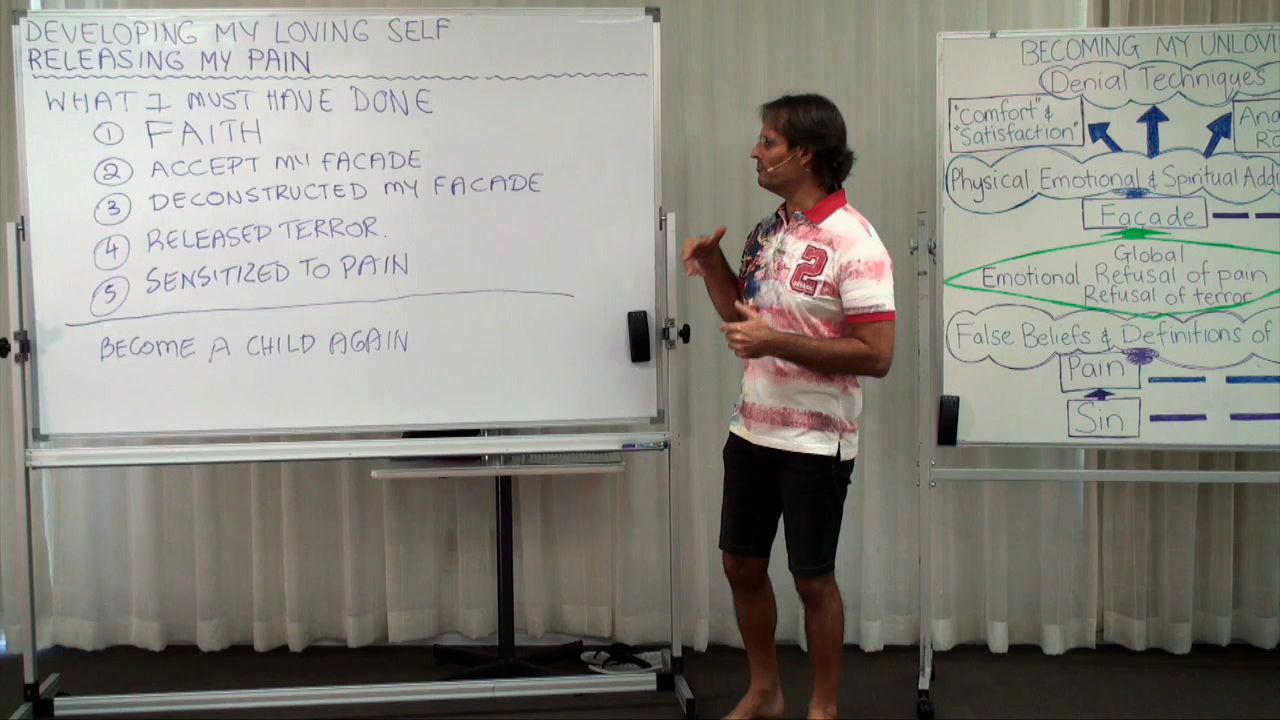 DEVELOPING MY LOVING SELF
RELEASING MY PAIN
WHAT I MUST HAVE DONE
1 FAITH
2 ACCEPT MY FACADE
3 DECONSTRUCTED MY FACADE
4 RELEASED TERROR.
5 SENSITIZED TO PAIN
BECOME A CHILD AGAIN
2
BECOMING MY UNLOVI
Denial Techniques
"Comfort" &
"Satisfaction"
Ana
Ro
Physical, Emotional & Spiritual Addi
Façade
Global
Emotional Refusal of pain
Refusal of terror
False Beliefs & Definitions of
Pain
Sin